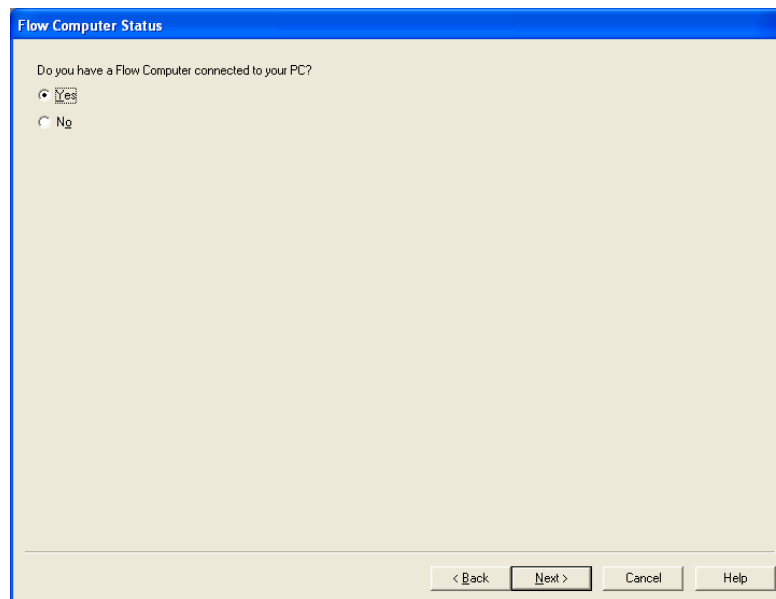 Flow Computer Status
Do you have a Flow Computer connected to your PC?
Yes
No
< Back Next > Cancel Help